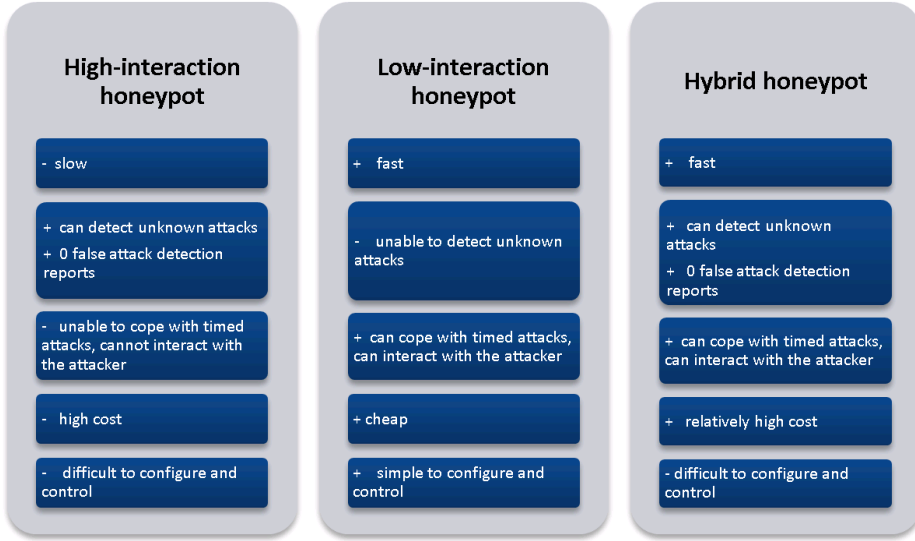 High-interaction
honeypot
- slow
+ can detect unknown attacks
+ 0 false attack detection
reports
- unable to cope with timed
attacks, cannot interact with
the attacker
- high cost
- difficult to configure and
control
Low-interaction
honeypot
+ fast
- unable to detect unknown
attacks
+ can cope with timed attacks,
can interact with the attacker
+ cheap
+ simple to configure and
control
Hybrid honeypot
+ fast
+ can detect unknown
attacks
+ 0 false attack detection
reports
+ can cope with timed attacks,
can interact with the attacker
+ relatively high cost
- difficult to configure and
control